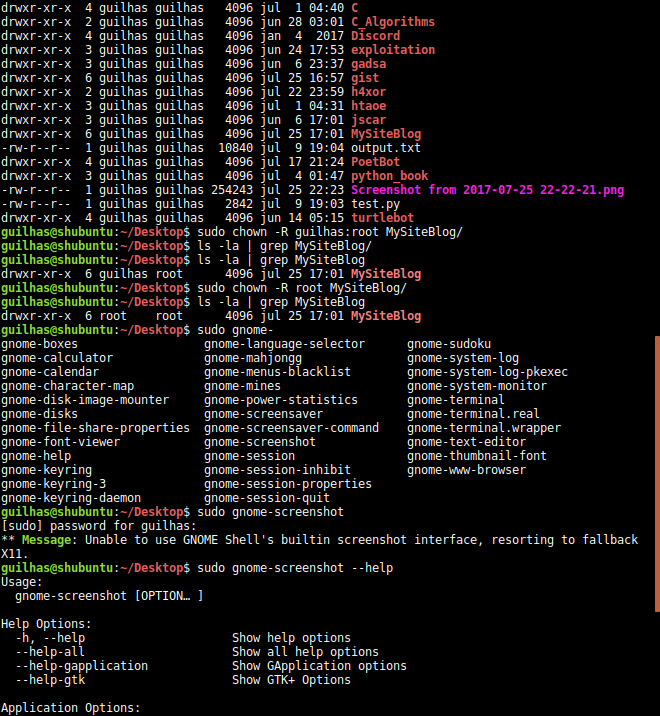 drwxr-xr-x  4 guilhas guilhas   4096 jul  1 04:40 C
drwxr-xr-x  2 guilhas guilhas   4096 jun 28 03:01 C_Algorithms
drwxr-xr-x  4 guilhas guilhas   4096 jan  4  2017 Discord
drwxr-xr-x  3 guilhas guilhas   4096 jun 24 17:53 exploitation
drwxr-xr-x  3 guilhas guilhas   4096 jun  6 23:37 gadsa
drwxr-xr-x  6 guilhas guilhas   4096 jul 25 16:57 gist
drwxr-xr-x  2 guilhas guilhas   4096 jul 22 23:59 h4xor
drwxr-xr-x  3 guilhas guilhas   4096 jul  1 04:31 htaoe
drwxr-xr-x  3 guilhas guilhas   4096 jun  6 17:01 jscar
drwxr-xr-x  6 guilhas guilhas   4096 jul 25 17:01 MySiteBlog
-rw-r--r--  1 guilhas guilhas  10840 jul  9 19:04 output.txt
drwxr-xr-x  4 guilhas guilhas   4096 jul 17 21:24 PoetBot
drwxr-xr-x  3 guilhas guilhas   4096 jul  4 01:47 python_book
-rw-r--r--  1 guilhas guilhas 254243 jul 25 22:23 Screenshot from 2017-07-25 22-22-21.png
-rw-r--r--  1 guilhas guilhas   2842 jul  9 19:03 test.py
drwxr-xr-x  4 guilhas guilhas   4096 jun 14 05:15 turtlebot
guilhas@shubuntu:~/Desktop$ sudo chown -R guilhas:root MySiteBlog/
guilhas@shubuntu:~/Desktop$ ls -la | grep MySiteBlog/
guilhas@shubuntu:~/Desktop$ ls -la | grep MySiteBlog
drwxr-xr-x  6 guilhas root      4096 jul 25 17:01 MySiteBlog
guilhas@shubuntu:~/Desktop$ sudo chown -R root MySiteBlog/
guilhas@shubuntu:~/Desktop$ ls -la | grep MySiteBlog
drwxr-xr-x  6 root    root      4096 jul 25 17:01 MySiteBlog
guilhas@shubuntu:~/Desktop$ sudo gnome-
gnome-boxes                  gnome-language-selector      gnome-sudoku
gnome-calculator             gnome-mahjongg               gnome-system-log
gnome-calendar               gnome-menus-blacklist        gnome-system-log-pkexec
gnome-character-map          gnome-mines                  gnome-system-monitor
gnome-disk-image-mounter     gnome-power-statistics       gnome-terminal
gnome-disks                  gnome-screensaver            gnome-terminal.real
gnome-file-share-properties  gnome-screensaver-command    gnome-terminal.wrapper
gnome-font-viewer            gnome-screenshot             gnome-text-editor
gnome-help                   gnome-session                gnome-thumbnail-font
gnome-keyring                gnome-session-inhibit        gnome-www-browser
gnome-keyring-3              gnome-session-properties
gnome-keyring-daemon         gnome-session-quit
guilhas@shubuntu:~/Desktop$ sudo gnome-screenshot
[sudo] password for guilhas:
** Message: Unable to use GNOME Shell's builtin screenshot interface, resorting to fallback
X11.
guilhas@shubuntu:~/Desktop$ sudo gnome-screenshot --help
Usage:
  gnome-screenshot [OPTION… ]

Help Options:
  -h, --help                     Show help options
  --help-all                     Show all help options
  --help-gapplication            Show GApplication options
  --help-gtk                     Show GTK+ Options

Application Options: